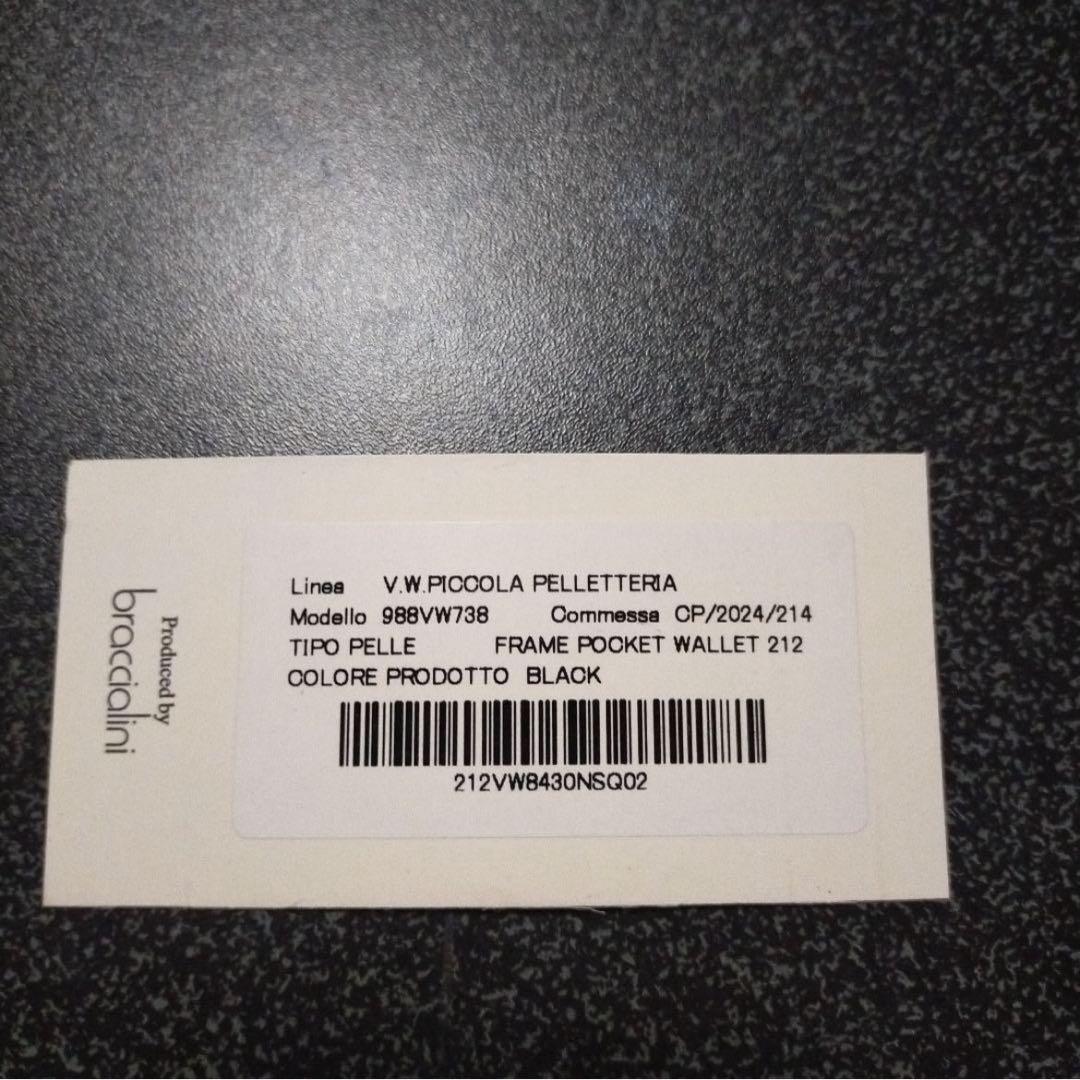 Produced by
braccialini
Linea V.W.PICCOLA PELLETTERIA
Modello 988VW738 Commessa CP/2024/214
TIPO PELLE FRAME POCKET WALLET 212
COLORE PRODOTTO BLACK
212VW8430NSQ02